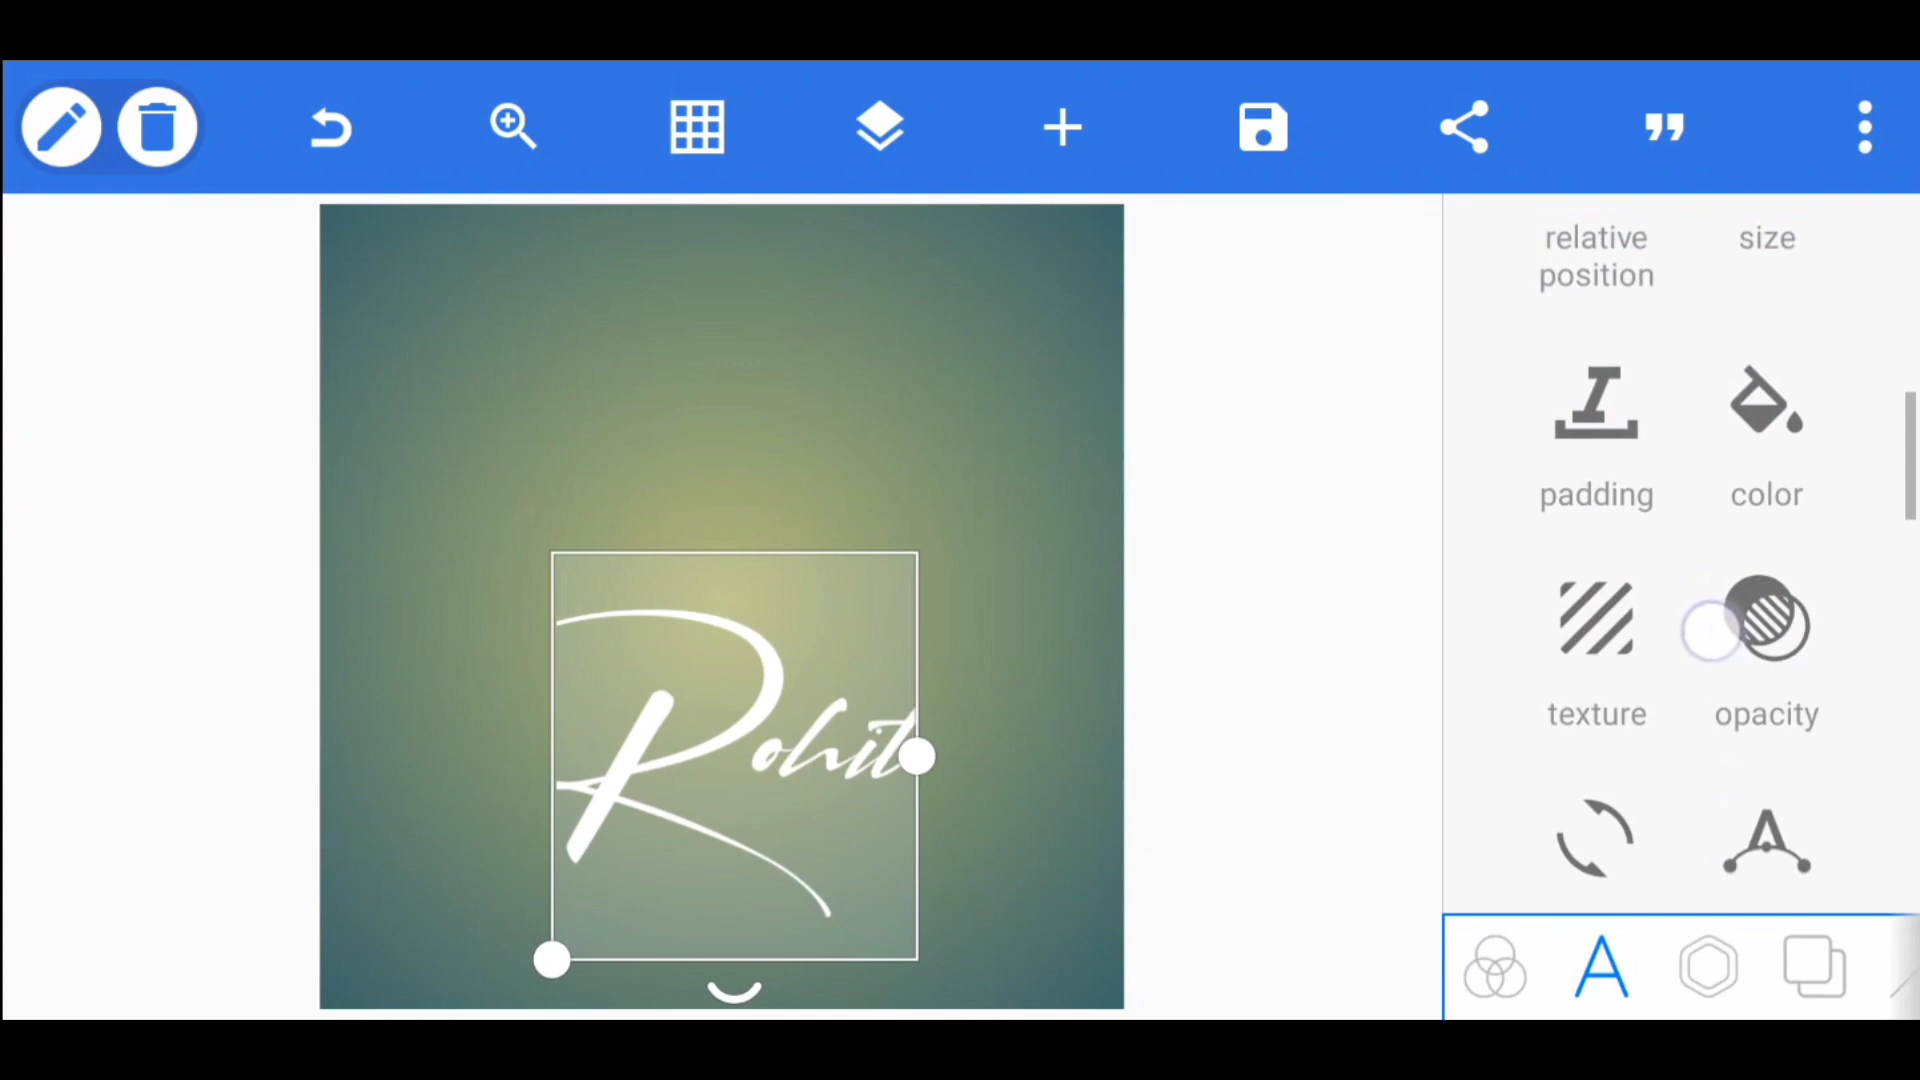 relative
position
size
padding
color
texture
opacity
Rohit